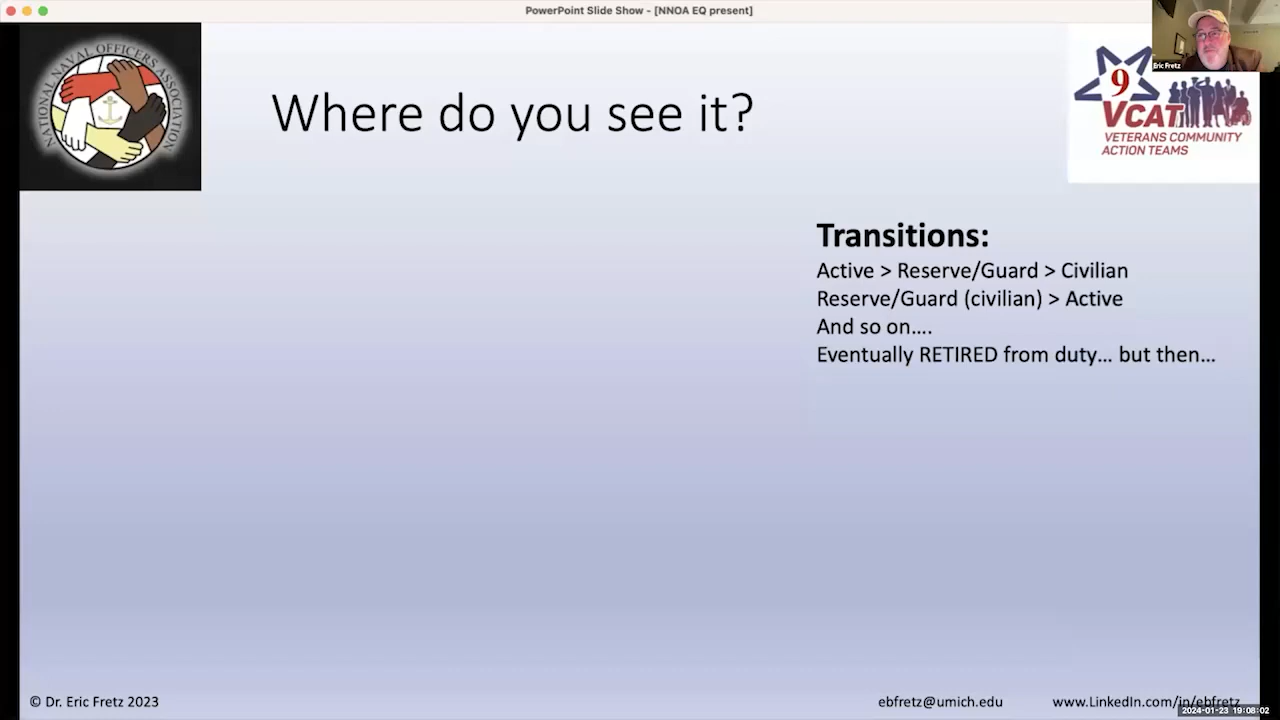 PowerPoint Slide Show - [NNOA EQ present]
Eric Fretz
NATIONAL NAVAL OFFICERS ASSOCIATION
Where do you see it?
9
VCAT
VETERANS COMMUNITY
ACTION TEAMS
Transitions:
Active > Reserve/Guard > Civilian
Reserve/Guard (civilian) > Active
And so on....
Eventually RETIRED from duty... but then...
© Dr. Eric Fretz 2023
ebfretz@umich.edu
www.LinkedIn.com/in/ebfretz
2024-01-23 19:08:02